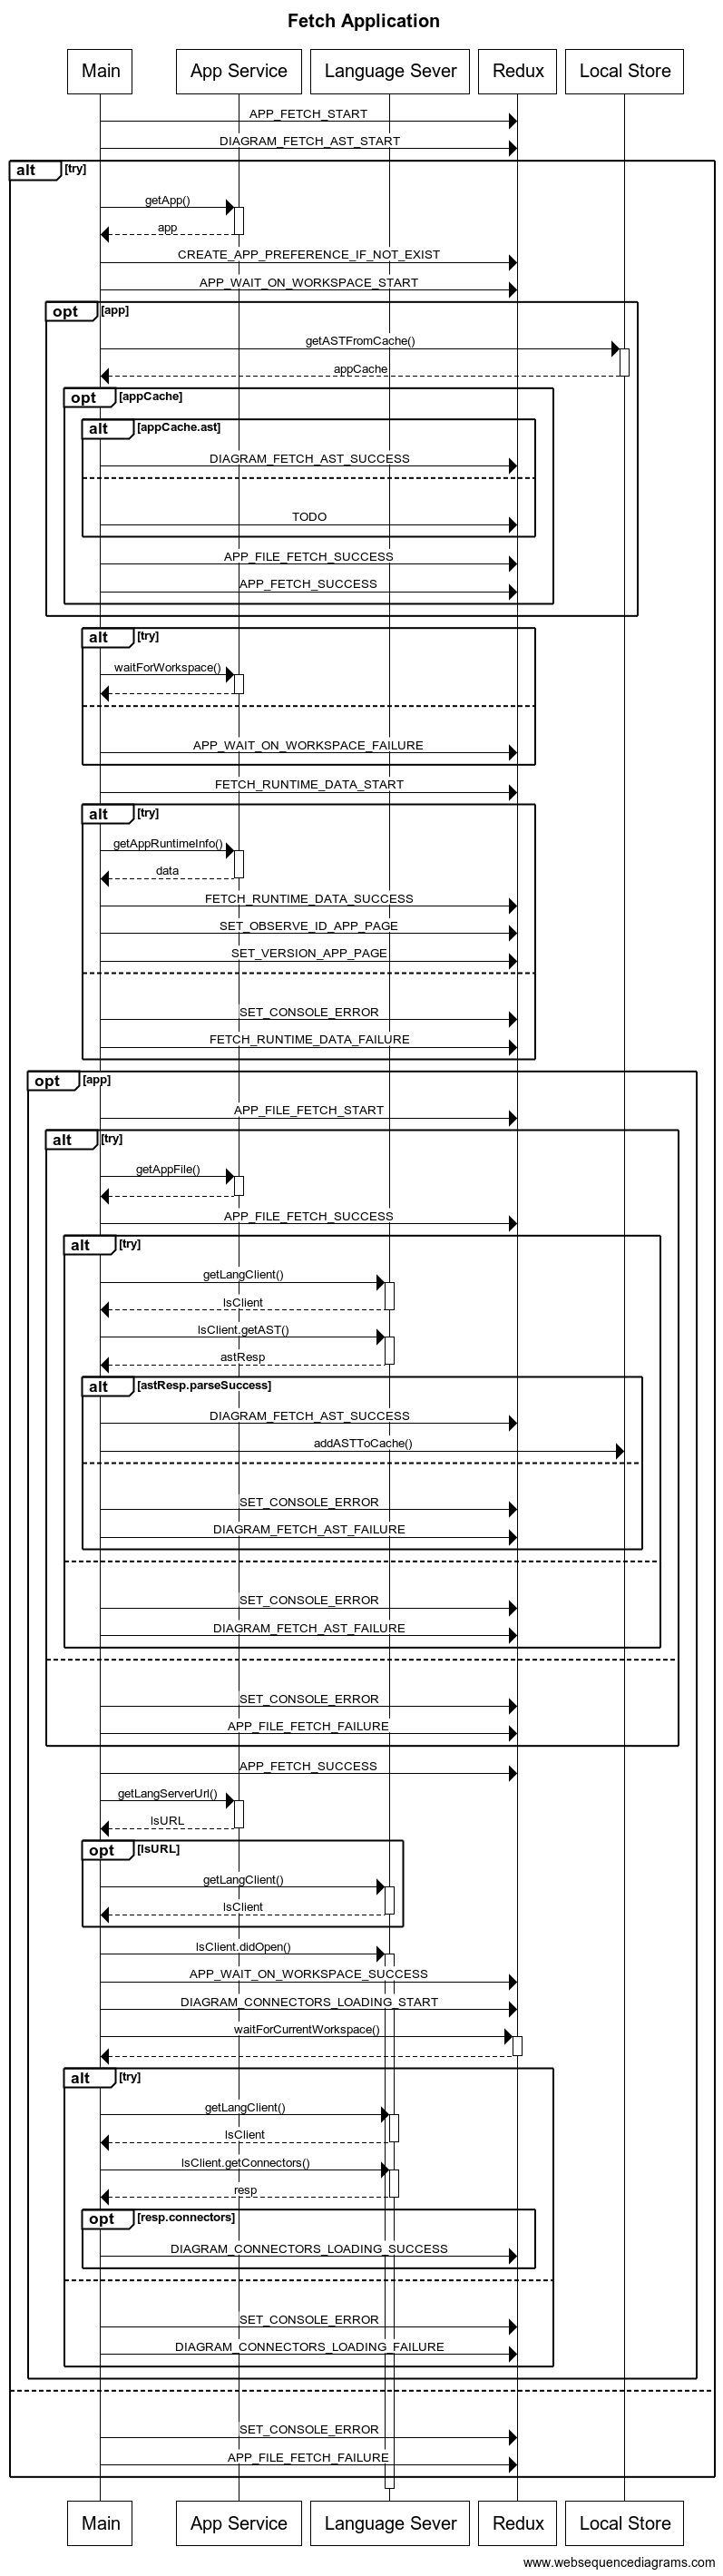 Fetch Application
Main App Service Language Sever Redux Local Store
APP_FETCH_START
DIAGRAM_FETCH_AST_START
alt [try]
getApp()
app
CREATE_APP_PREFERENCE_IF_NOT_EXIST
APP_WAIT_ON_WORKSPACE_START
opt [app]
getASTFromCache()
appCache
opt [appCache]
alt [appCache.ast]
DIAGRAM_FETCH_AST_SUCCESS
TODO
APP_FILE_FETCH_SUCCESS
APP_FETCH_SUCCESS
alt [try]
waitForWorkspace()
APP_WAIT_ON_WORKSPACE_FAILURE
FETCH_RUNTIME_DATA_START
alt [try]
getAppRuntimeInfo()
data
FETCH_RUNTIME_DATA_SUCCESS
SET_OBSERVE_ID_APP_PAGE
SET_VERSION_APP_PAGE
SET_CONSOLE_ERROR
FETCH_RUNTIME_DATA_FAILURE
opt [app]
APP_FILE_FETCH_START
alt [try]
getAppFile()
APP_FILE_FETCH_SUCCESS
alt [try]
getLangClient()
lsClient
lsClient.getAST()
astResp
alt [astResp.parseSuccess]
DIAGRAM_FETCH_AST_SUCCESS
addASTToCache()
SET_CONSOLE_ERROR
DIAGRAM_FETCH_AST_FAILURE
SET_CONSOLE_ERROR
DIAGRAM_FETCH_AST_FAILURE
SET_CONSOLE_ERROR
APP_FILE_FETCH_FAILURE
APP_FETCH_SUCCESS
getLangServerUrl()
lsURL
opt [lsURL]
getLangClient()
lsClient
lsClient.didOpen()
APP_WAIT_ON_WORKSPACE_SUCCESS
DIAGRAM_CONNECTORS_LOADING_START
waitForCurrentWorkspace()
alt [try]
getLangClient()
lsClient
lsClient.getConnectors()
resp
opt [resp.connectors]
DIAGRAM_CONNECTORS_LOADING_SUCCESS
SET_CONSOLE_ERROR
DIAGRAM_CONNECTORS_LOADING_FAILURE
SET_CONSOLE_ERROR
APP_FILE_FETCH_FAILURE
Main App Service Language Sever Redux Local Store
www.websequencediagrams.com